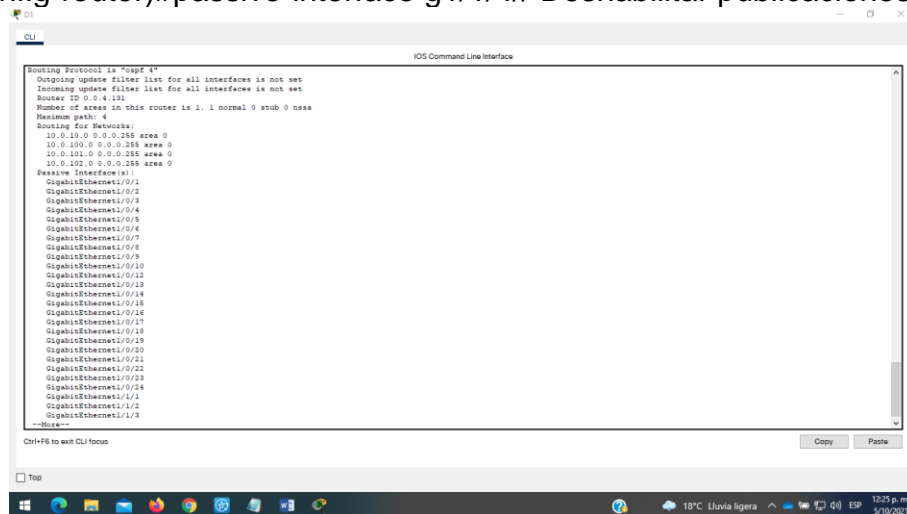 passive-interface g1/1/4// Deshabilitar publicaciones
D1
CLI
IOS Command Line Interface
Routing Protocol is "ospf 4"
Outgoing update filter list for all interfaces is not set
Incoming update filter list for all interfaces is not set
Router ID 0.0.4.131
Number of areas in this router is 1. 1 normal 0 stub 0 nssa
Maximum path: 4
Routing for Networks:
10.0.10.0 0.0.0.255 area 0
10.0.100.0 0.0.0.255 area 0
10.0.101.0 0.0.0.255 area 0
10.0.102.0 0.0.0.255 area 0
Passive Interface(s):
GigabitEthernet1/0/1
GigabitEthernet1/0/2
GigabitEthernet1/0/3
GigabitEthernet1/0/4
GigabitEthernet1/0/5
GigabitEthernet1/0/6
GigabitEthernet1/0/7
GigabitEthernet1/0/8
GigabitEthernet1/0/9
GigabitEthernet1/0/10
GigabitEthernet1/0/12
GigabitEthernet1/0/13
GigabitEthernet1/0/14
GigabitEthernet1/0/15
GigabitEthernet1/0/16
GigabitEthernet1/0/17
GigabitEthernet1/0/18
GigabitEthernet1/0/19
GigabitEthernet1/0/20
GigabitEthernet1/0/21
GigabitEthernet1/0/22
GigabitEthernet1/0/23
GigabitEthernet1/0/24
GigabitEthernet1/1/1
GigabitEthernet1/1/2
GigabitEthernet1/1/3
--More--
Ctrl+F6 to exit CLI focus
Copy Paste
Top
18°C Lluvia ligera ESP 12:25 p. m.
5/10/2021